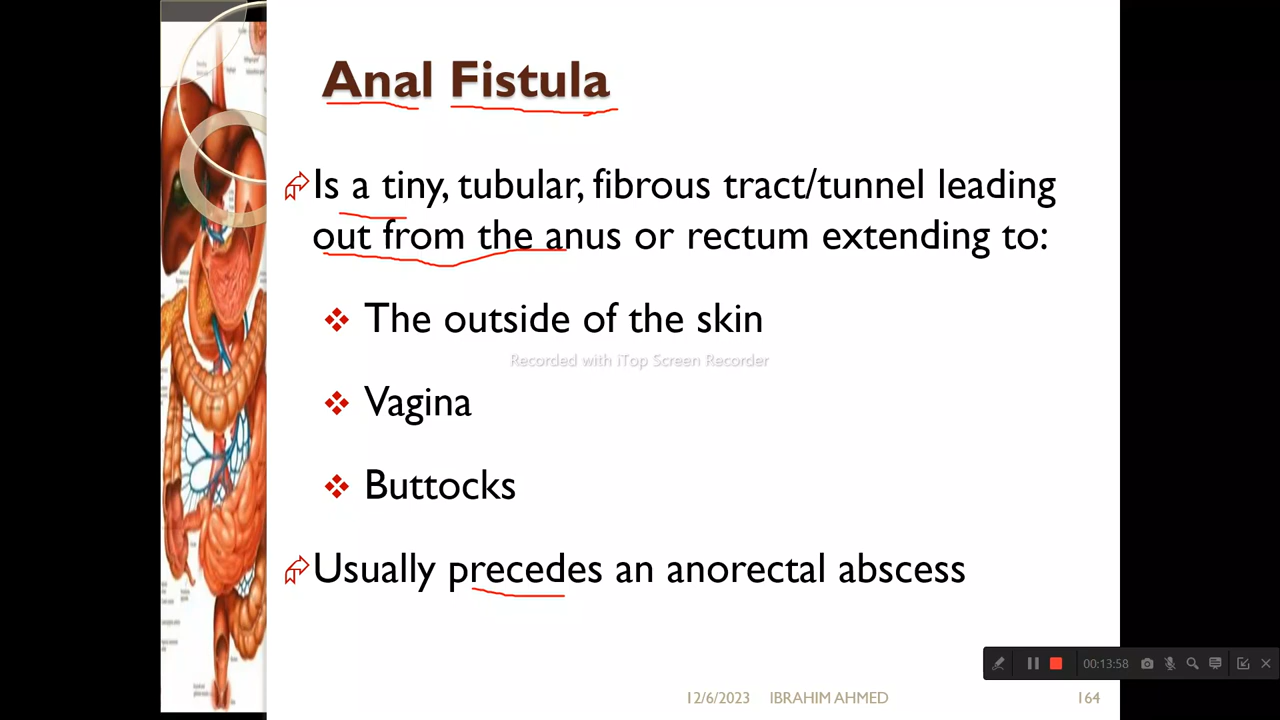 Anal Fistula
Is a tiny, tubular, fibrous tract/tunnel leading
out from the anus or rectum extending to:
The outside of the skin
Recorded with iTop Screen Recorder
Vagina
Buttocks
Usually precedes an anorectal abscess
00:13:58
12/6/2023 IBRAHIM AHMED 164